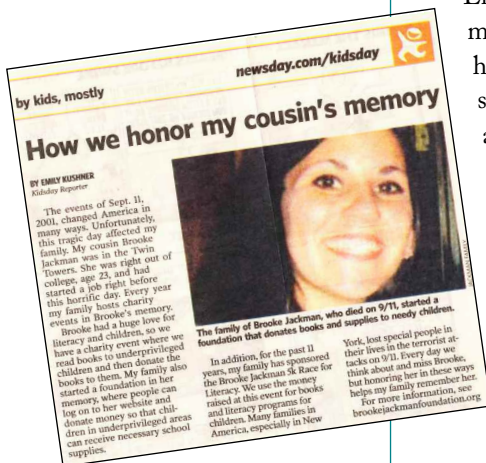 newsday.com/kidsday
by kids, mostly
How we honor my cousin's memory
BY EMILY KUSHNER
Kidsday Reporter
The events of Sept. 11,
2001, changed America in
many ways. Unfortunately,
this tragic day affected my
family. My cousin Brooke
Jackman was in the Twin
Towers. She was right out of
college, age 23, and had
started a job right before
this horrific day. Every year
my family hosts charity
events in Brooke's memory.
Brooke had a huge love for
literacy and children, so we
have a charity event where we
read books to underprivileged
children and then donate the
books to them. My family also
started a foundation in her
memory, where people can
log on to her website and
donate money so that chil-
dren in underprivileged areas
can receive necessary school
supplies.
The family of Brooke Jackman, who died on 9/11, started a
foundation that donates books and supplies to needy children.
In addition, for the past 11
years, my family has sponsored
the Brooke Jackman 5k Race for
Literacy. We use the money
raised at this event for books
and literacy programs for
children. Many families in
America, especially in New
York, lost special people in
their lives in the terrorist at-
tacks on 9/11. Every day we
think about and miss Brooke,
but honoring her in these ways
helps my family remember her.
For more information, see
brookejackmanfoundation.org